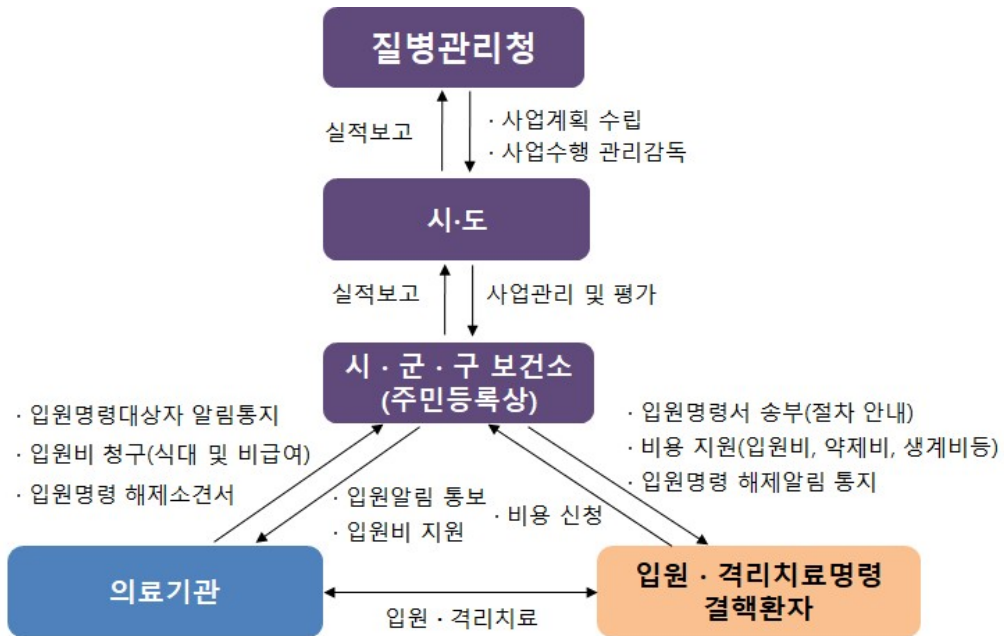 질병관리청
실적보고
· 사업계획 수립
· 사업수행 관리감독
시·도
실적보고
사업관리 및 평가
시 · 군 · 구 보건소
(주민등록상)
· 입원명령대상자 알림통지
· 입원비 청구(식대 및 비급여)
· 입원명령 해제소견서
· 입원명령서 송부(절차 안내)
· 비용 지원(입원비, 약제비, 생계비등)
· 입원명령 해제알림 통지
· 입원알림 통보
· 입원비 지원
· 비용 신청
의료기관
입원 · 격리치료
입원 · 격리치료명령
결핵환자